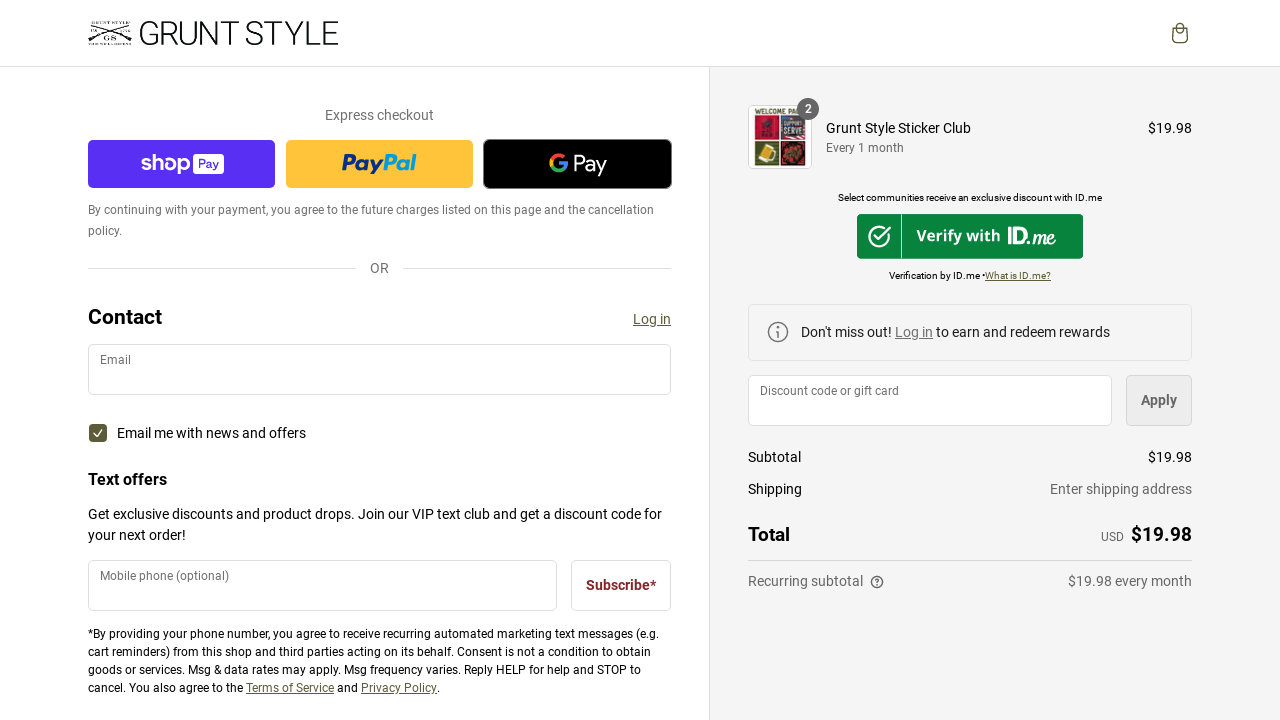 GRUNT STYLE
Express checkout
shop Pay
PayPal
G Pay
By continuing with your payment, you agree to the future charges listed on this page and the cancellation
policy.
OR
Contact
Log in
Email
Email me with news and offers
Text offers
Get exclusive discounts and product drops. Join our VIP text club and get a discount code for
your next order!
Mobile phone (optional)
Subscribe*
*By providing your phone number, you agree to receive recurring automated marketing text messages (e.g.
cart reminders) from this shop and third parties acting on its behalf. Consent is not a condition to obtain
goods or services. Msg & data rates may apply. Msg frequency varies. Reply HELP for help and STOP to
cancel. You also agree to the Terms of Service and Privacy Policy.
WELCOME PA
SUPPORT
SERVE
2
Grunt Style Sticker Club
$19.98
Every 1 month
Select communities receive an exclusive discount with ID.me
Verify with ID.me
Verification by ID.me •What is ID.me?
Don't miss out! Log in to earn and redeem rewards
Discount code or gift card
Apply
Subtotal
$19.98
Shipping
Enter shipping address
Total
USD $19.98
Recurring subtotal
$19.98 every month